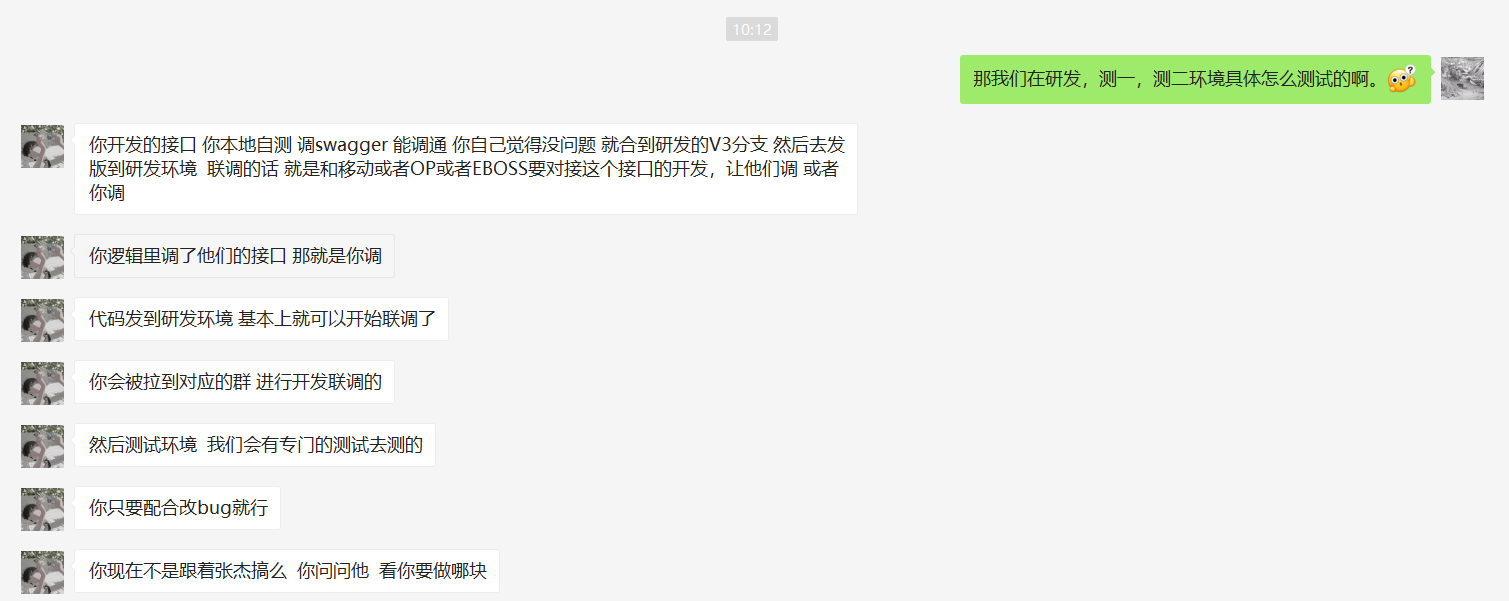 10:12
那我们在研发，测一，测二环境具体怎么测试的啊。
你开发的接口 你本地自测 调swagger 能调通 你自己觉得没问题 就合到研发的V3分支 然后去发
版到研发环境  联调的话 就是和移动或者OP或者EBOSS要对接这个接口的开发，让他们调 或者
你调
你逻辑里调了他们的接口 那就是你调
代码发到研发环境 基本上就可以开始联调了
你会被拉到对应的群 进行开发联调的
然后测试环境  我们会有专门的测试去测的
你只要配合改bug就行
你现在不是跟着张杰搞么  你问问他  看你要做哪块